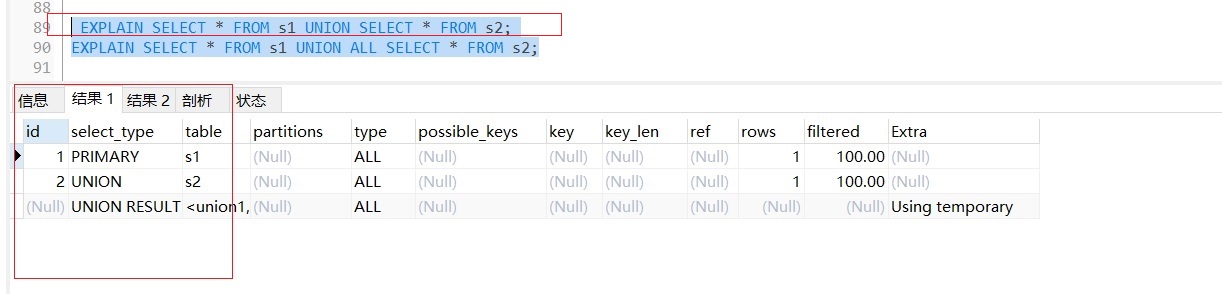 88
89 EXPLAIN SELECT * FROM s1 UNION SELECT * FROM s2;
90 EXPLAIN SELECT * FROM s1 UNION ALL SELECT * FROM s2;
91
信息 结果 1 结果 2 剖析 状态
id select_type table partitions type possible_keys key key_len ref rows filtered Extra
1 PRIMARY s1 (Null) ALL (Null) (Null) (Null) (Null) 1 100.00 (Null)
2 UNION s2 (Null) ALL (Null) (Null) (Null) (Null) 1 100.00 (Null)
(Null) UNION RESULT <union1, (Null) ALL (Null) (Null) (Null) (Null) (Null) (Null) Using temporary